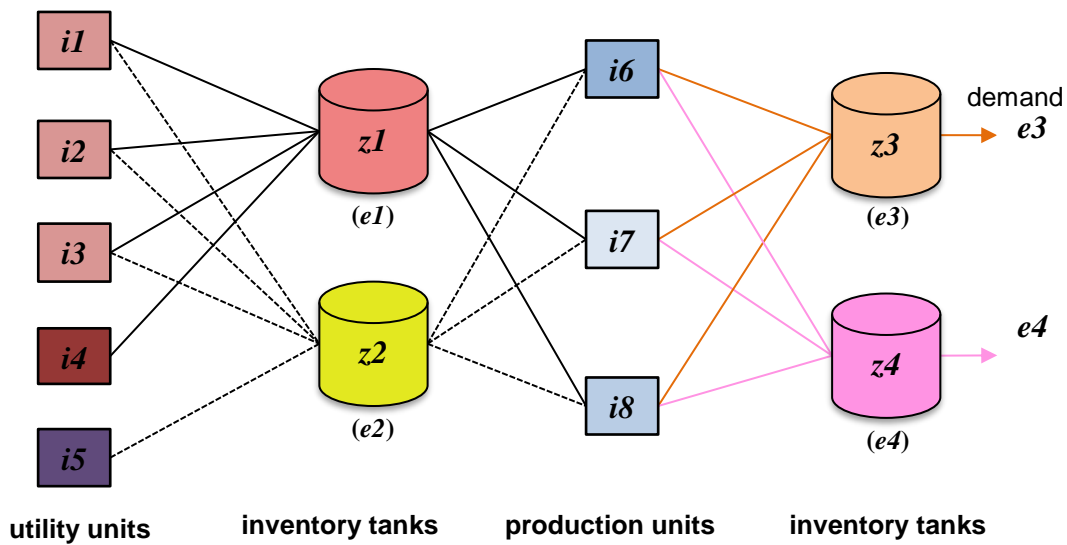 i1
i2
i3
i4
i5
utility units
z1
(e1)
z2
(e2)
inventory tanks
i6
i7
i8
production units
z3
(e3)
z4
(e4)
inventory tanks
demand
e3
e4